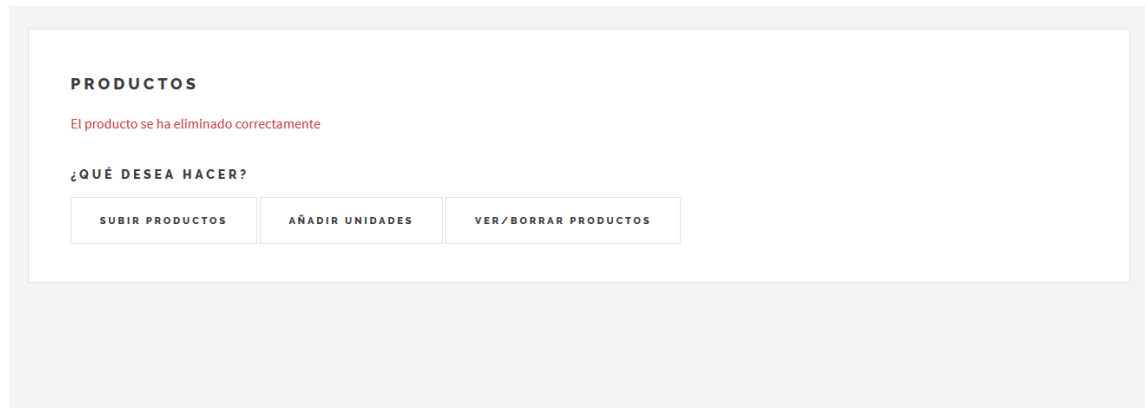 PRODUCTOS
El producto se ha eliminado correctamente
¿QUÉ DESEA HACER?
SUBIR PRODUCTOS AÑADIR UNIDADES VER/BORRAR PRODUCTOS